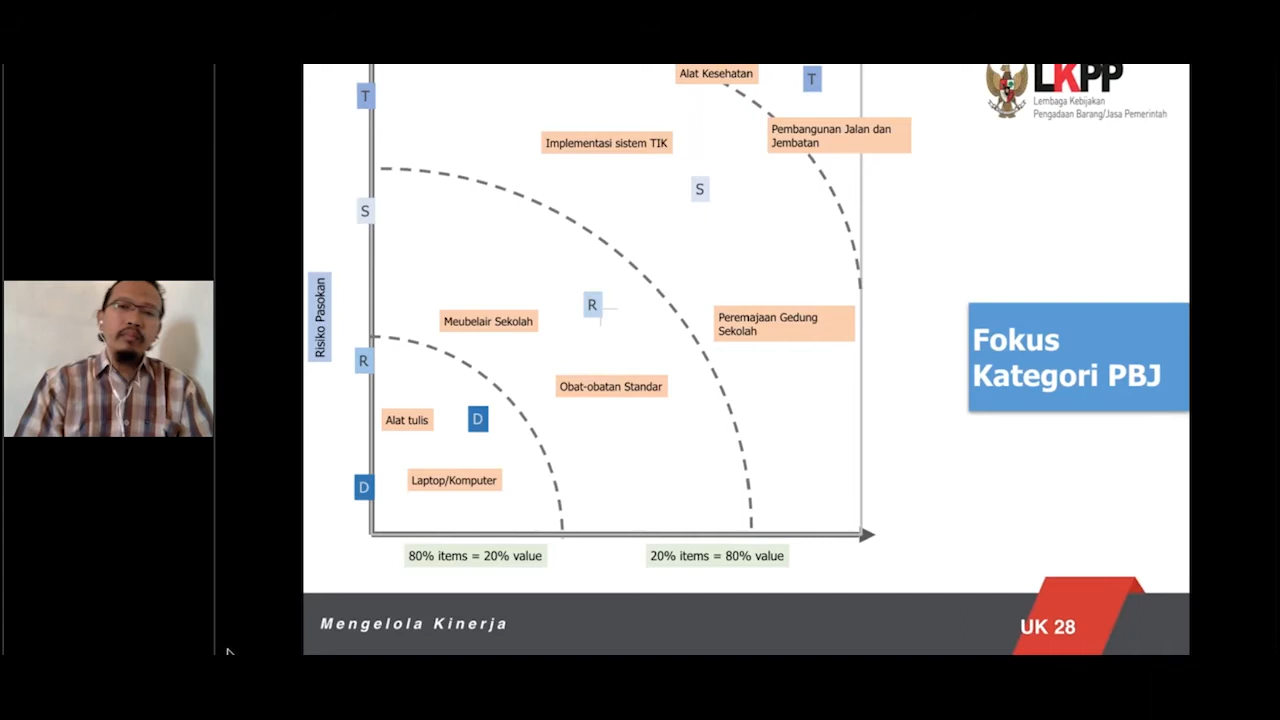 Alat Kesehatan
T
LKPP
Lembaga Kebijakan
Pengadaan Barang/Jasa Pemerintah
T
Implementasi sistem TIK
Pembangunan Jalan dan
Jembatan
S
S
Risiko Pasokan
R
Meubelair Sekolah
Peremajaan Gedung
Sekolah
Fokus
Kategori PBJ
R
Obat-obatan Standar
Alat tulis
D
Laptop/Komputer
D
80% items = 20% value
20% items = 80% value
Mengelola Kinerja
UK 28